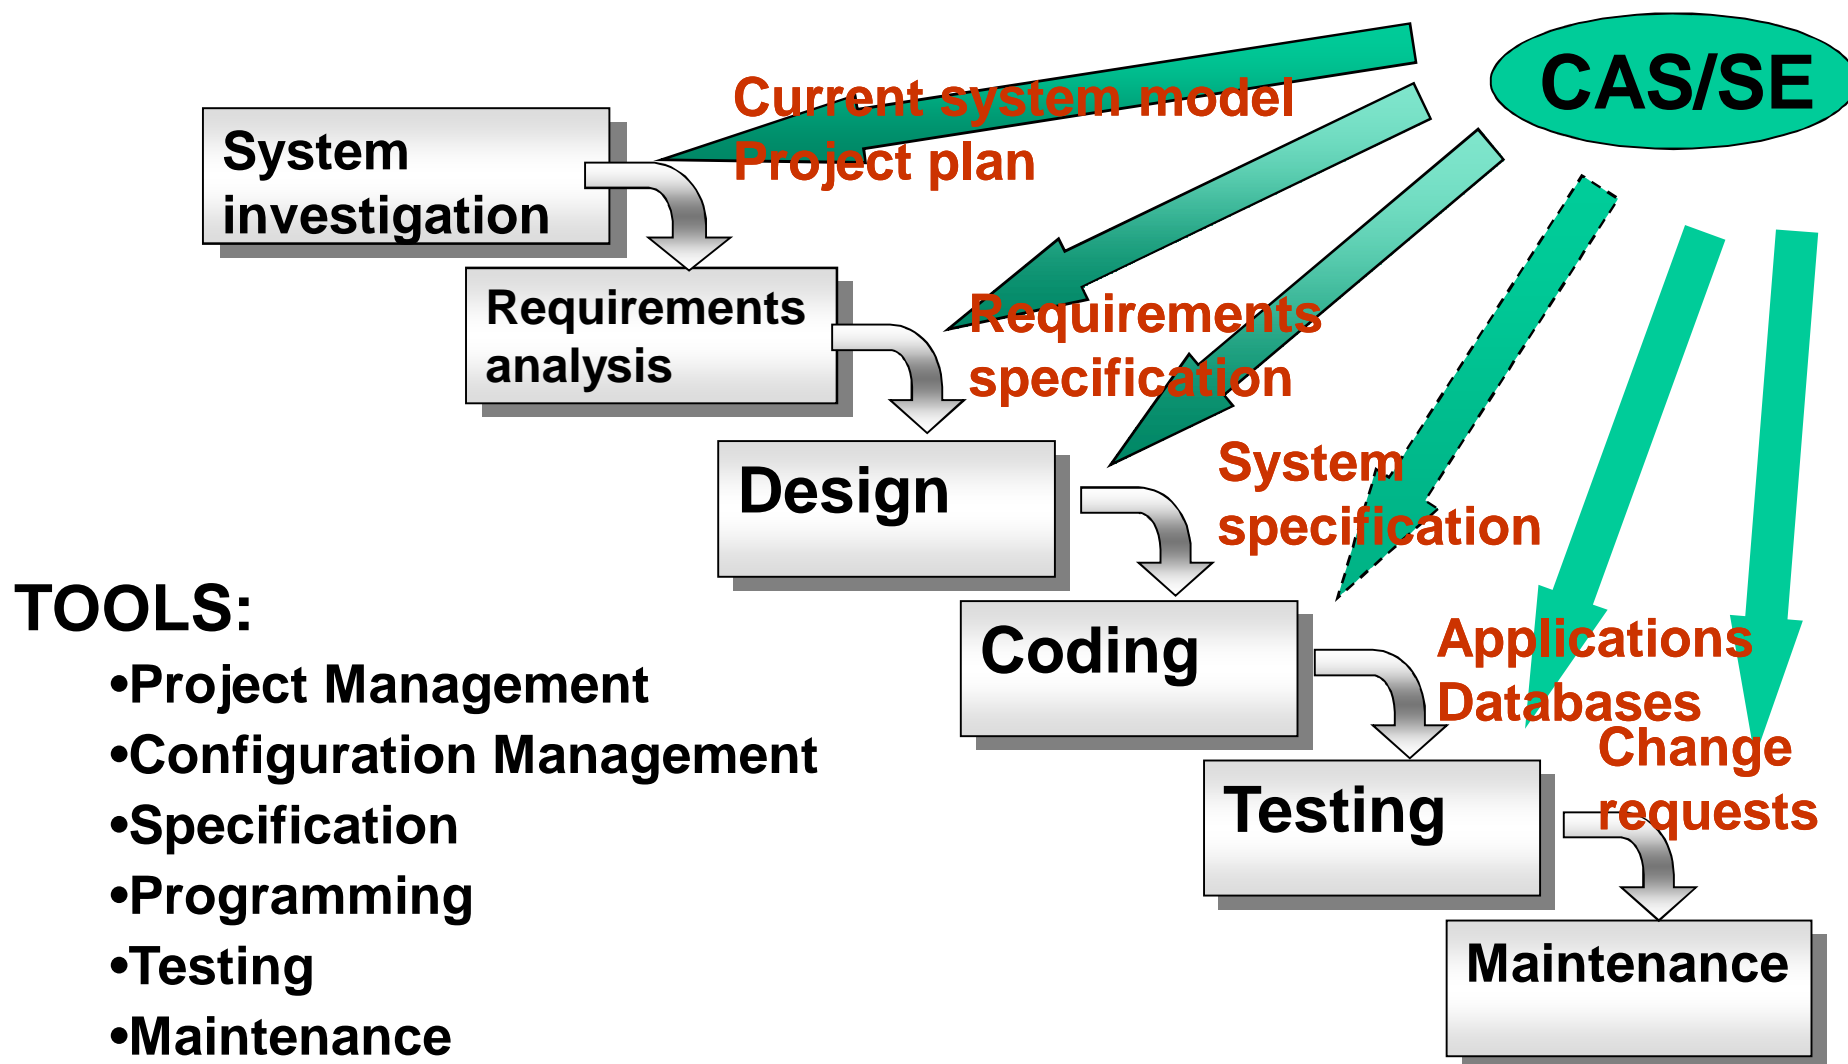 CAS/SE
Current system model
Project plan
System
investigation
Requirements
analysis
Requirements
specification
Design
System
specification
Coding
Applications
Databases
Change
requests
Testing
Maintenance
TOOLS:
•Project Management
•Configuration Management
•Specification
•Programming
•Testing
•Maintenance